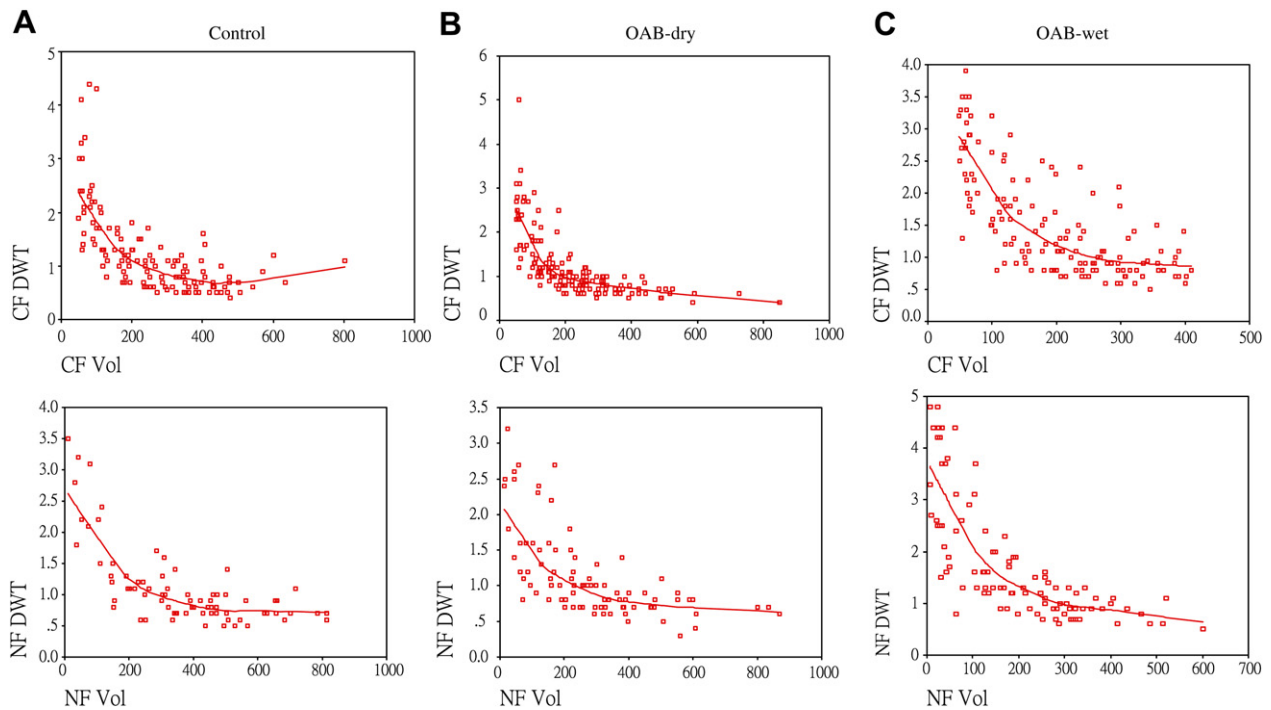 A
Control
5
4
3
2
1
0
0 200 400 600 800 1000
CF DWT
CF Vol
4.0
3.5
3.0
2.5
2.0
1.5
1.0
.5
0.0
0 200 400 600 800 1000
NF DWT
NF Vol
B
OAB-dry
6
5
4
3
2
1
0
0 200 400 600 800 1000
CF DWT
CF Vol
3.5
3.0
2.5
2.0
1.5
1.0
.5
0.0
0 200 400 600 800 1000
NF DWT
NF Vol
C
OAB-wet
4.0
3.5
3.0
2.5
2.0
1.5
1.0
.5
0.0
0 100 200 300 400 500
CF DWT
CF Vol
5
4
3
2
1
0
0 100 200 300 400 500 600 700
NF DWT
NF Vol